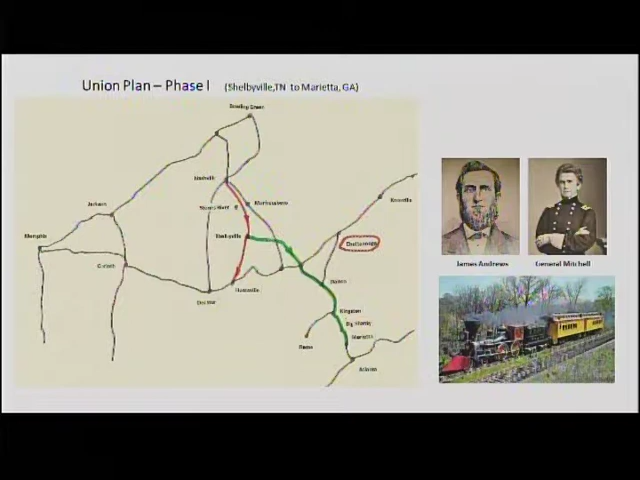 Union Plan – Phase I (Shelbyville,TN to Marietta, GA)
Bowling Green
Nashville
Knoxville
Jackson
Murfreesboro
Memphis
Shelbyville
Chattanooga
Corinth
Dalton
Huntsville
Decatur
Kingston
Big Shanty
Rome
Marietta
Atlanta
James Andrews
General Mitchell